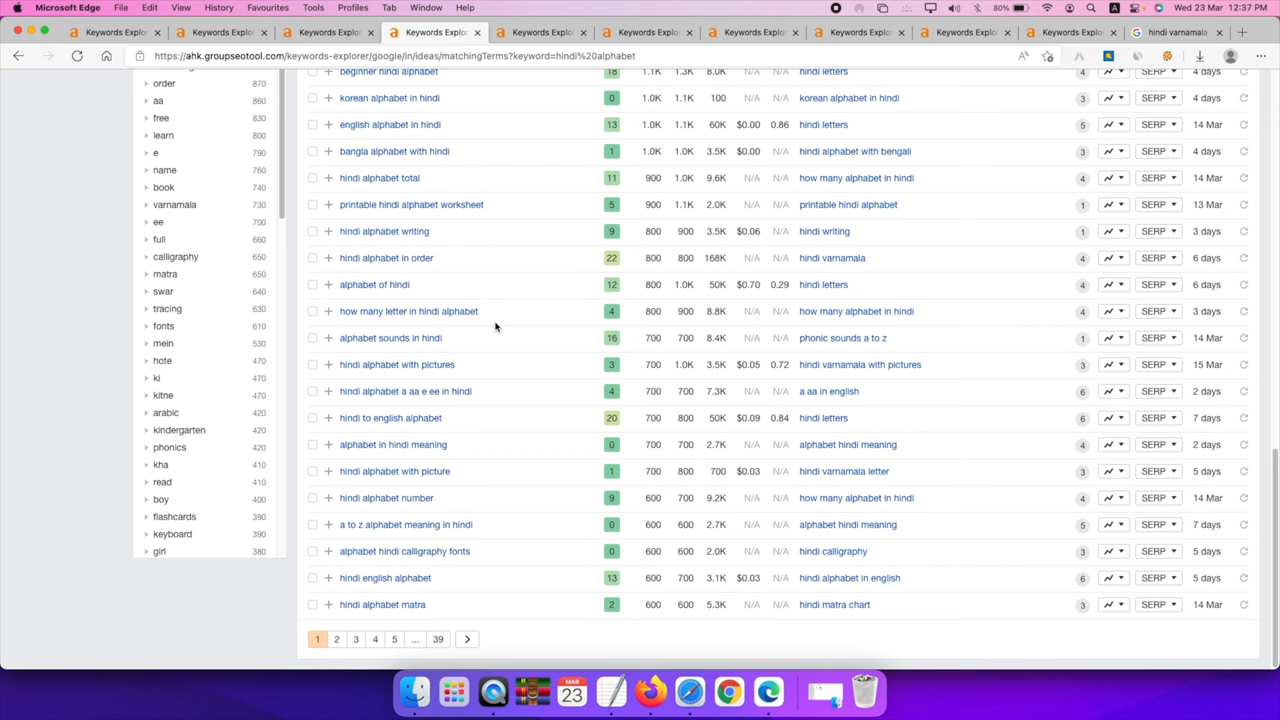 Microsoft Edge File Edit View History Favourites Tools Profiles Tab Window Help 80% A Wed 23 Mar 12:37 PM
a Keywords Explor × a Keywords Explor × a Keywords Explor × a Keywords Explor × a Keywords Explor × a Keywords Explor × a Keywords Explor × a Keywords Explor × a Keywords Explor × a Keywords Explor × G hindi varnamala ×
https://ahk.groupseotool.com/keywords-explorer/google/in/ideas/matchingTerms?keyword=hindi%20alphabet
order 870
aa 860
free 830
learn 800
e 790
name 760
book 740
varnamala 730
ee 700
full 660
calligraphy 650
matra 650
swar 640
tracing 630
fonts 610
mein 530
hote 470
ki 470
kitne 470
arabic 420
kindergarten 420
phonics 420
kha 410
read 410
boy 400
flashcards 390
keyboard 390
girl 380
beginner hindi alphabet 18 1.1K 1.3K 8.0K N/A N/A hindi letters 4 SERP 4 days
korean alphabet in hindi 0 1.0K 1.1K 100 N/A N/A korean alphabet in hindi 3 SERP 4 days
english alphabet in hindi 13 1.0K 1.1K 60K $0.00 0.86 hindi letters 5 SERP 14 Mar
bangla alphabet with hindi 1 1.0K 1.0K 3.5K $0.00 N/A hindi alphabet with bengali 3 SERP 4 days
hindi alphabet total 11 900 1.0K 9.6K N/A N/A how many alphabet in hindi 4 SERP 14 Mar
printable hindi alphabet worksheet 5 900 1.1K 2.0K N/A N/A printable hindi alphabet 1 SERP 13 Mar
hindi alphabet writing 9 800 900 3.5K $0.06 N/A hindi writing 1 SERP 3 days
hindi alphabet in order 22 800 800 168K N/A N/A hindi varnamala 4 SERP 6 days
alphabet of hindi 12 800 1.0K 50K $0.70 0.29 hindi letters 4 SERP 6 days
how many letter in hindi alphabet 4 800 900 8.8K N/A N/A how many alphabet in hindi 4 SERP 3 days
alphabet sounds in hindi 16 700 700 8.4K N/A N/A phonic sounds a to z 1 SERP 14 Mar
hindi alphabet with pictures 3 700 1.0K 3.5K $0.05 0.72 hindi varnamala with pictures 3 SERP 15 Mar
hindi alphabet a aa e ee in hindi 4 700 700 7.3K N/A N/A a aa in english 6 SERP 2 days
hindi to english alphabet 20 700 800 50K $0.09 0.84 hindi letters 6 SERP 7 days
alphabet in hindi meaning 0 700 700 2.7K N/A N/A alphabet hindi meaning 4 SERP 2 days
hindi alphabet with picture 1 700 800 700 $0.03 N/A hindi varnamala letter 3 SERP 5 days
hindi alphabet number 9 600 700 9.2K N/A N/A how many alphabet in hindi 4 SERP 14 Mar
a to z alphabet meaning in hindi 0 600 600 2.7K N/A N/A alphabet hindi meaning 5 SERP 7 days
alphabet hindi calligraphy fonts 0 600 600 2.0K N/A N/A hindi calligraphy 3 SERP 5 days
hindi english alphabet 13 600 700 3.1K $0.03 N/A hindi alphabet in english 6 SERP 5 days
hindi alphabet matra 2 600 600 5.3K N/A N/A hindi matra chart 3 SERP 14 Mar
1 2 3 4 5 ... 39 >
MAR
23